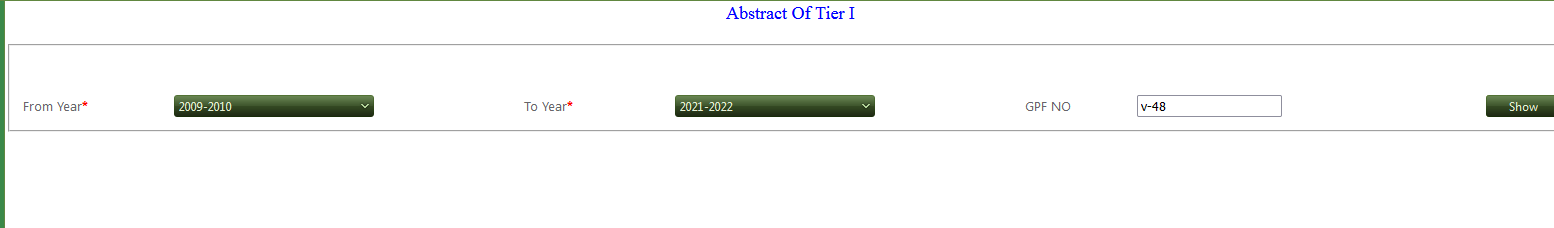 Abstract Of Tier I
From Year* 2009-2010 To Year* 2021-2022 GPF NO v-48 Show